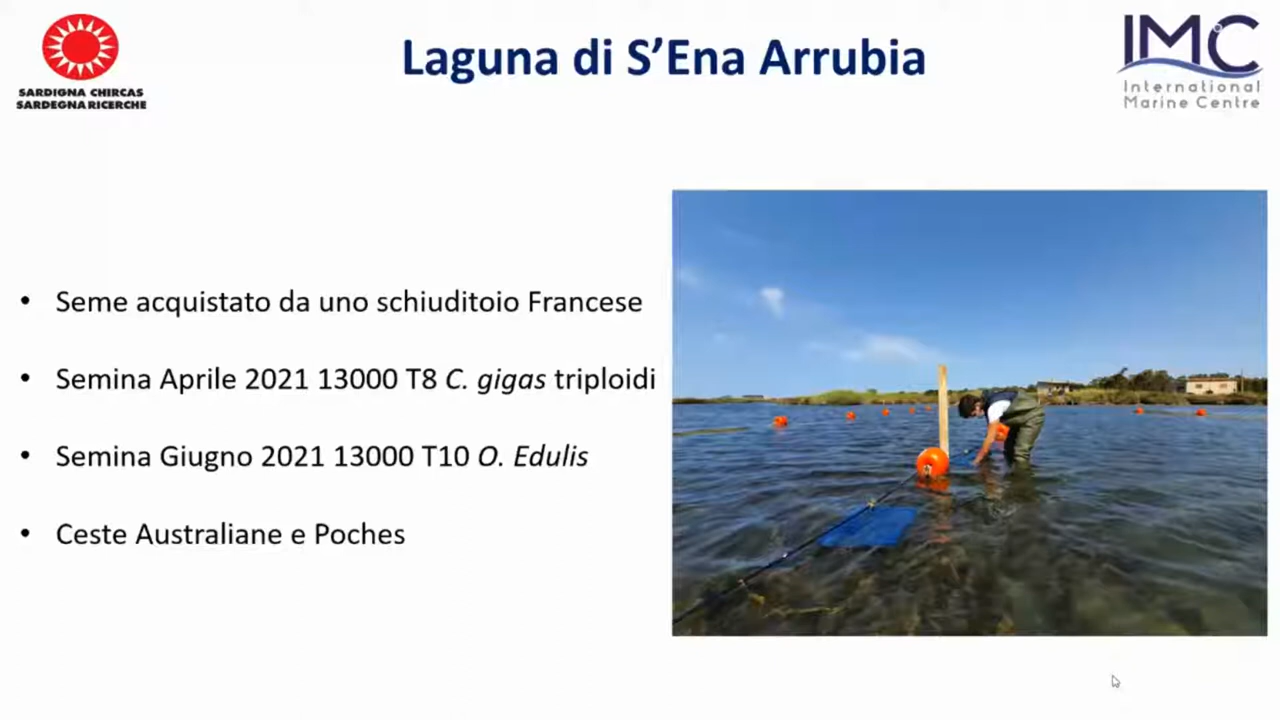 SARDIGNA CHIRCAS
SARDEGNA RICERCHE
Laguna di S’Ena Arrubia
IMC
International
Marine Centre
• Seme acquistato da uno schiuditoio Francese
• Semina Aprile 2021 13000 T8 C. gigas triploidi
• Semina Giugno 2021 13000 T10 O. Edulis
• Ceste Australiane e Poches